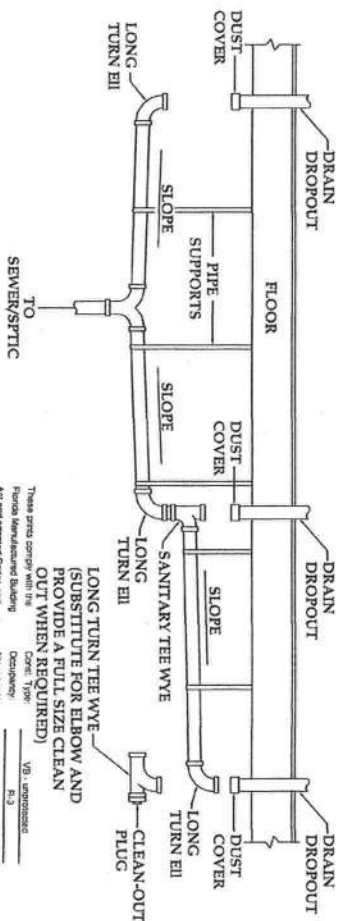 DRAIN
DROPOUT
DUST
COVER
LONG
TURN Ell
SLOPE
PIPE
SUPPORTS
FLOOR
TO
SEWER/SPTIC
SLOPE
DRAIN
DROPOUT
DUST
COVER
LONG
TURN Ell
SANITARY TEE WYE
SLOPE
DRAIN
DROPOUT
DUST
COVER
LONG
TURN Ell
LONG TURN TEE WYE
(SUBSTITUTE FOR ELBOW AND
PROVIDE A FULL SIZE CLEAN
OUT WHEN REQUIRED)
CLEAN-OUT
PLUG
These prints comply with the
Florida Manufactured Building
Const. Type: VB - unprotected
Occupancy: R-3